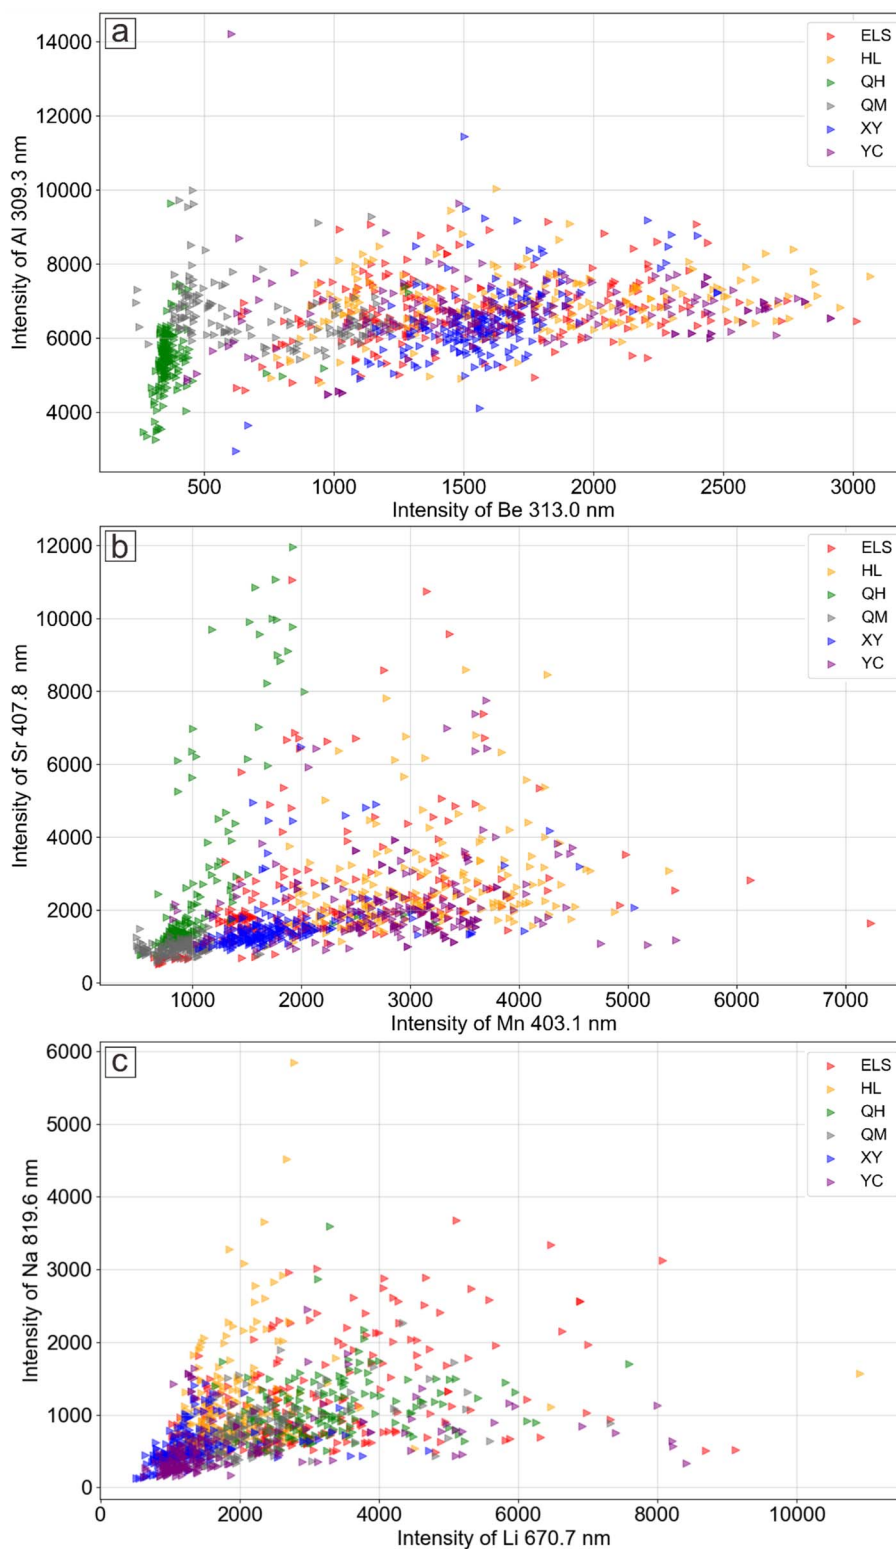 a
14000
12000
10000
8000
6000
4000
Intensity of Al 309.3 nm
500 1000 1500 2000 2500 3000
Intensity of Be 313.0 nm
ELS
HL
QH
QM
XY
YC
b
12000
10000
8000
6000
4000
2000
0
Intensity of Sr 407.8 nm
1000 2000 3000 4000 5000 6000 7000
Intensity of Mn 403.1 nm
ELS
HL
QH
QM
XY
YC
c
6000
5000
4000
3000
2000
1000
0
Intensity of Na 819.6 nm
0 2000 4000 6000 8000 10000
Intensity of Li 670.7 nm
ELS
HL
QH
QM
XY
YC